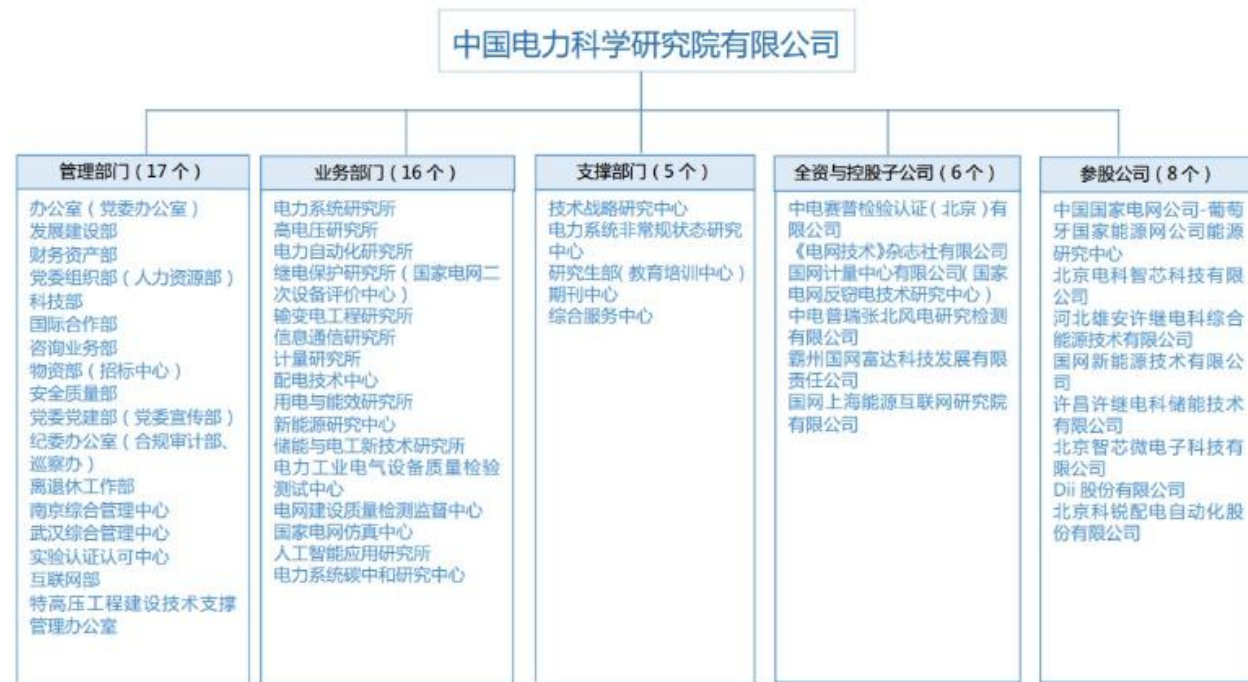 中国电力科学研究院有限公司
管理部门（17个）
办公室（党委办公室）
发展建设部
财务资产部
党委组织部（人力资源部）
科技部
国际合作部
咨询业务部
物资部（招标中心）
安全质量部
党委党建部（党委宣传部）
纪委办公室（合规审计部、
巡察办）
离退休工作部
南京综合管理中心
武汉综合管理中心
实验认证认可中心
互联网部
特高压工程建设技术支撑
管理办公室
业务部门（16个）
电力系统研究所
高电压研究所
电力自动化研究所
继电保护研究所（国家电网二
次设备评价中心）
输变电工程研究所
信息通信研究所
计量研究所
配电技术中心
用电与能效研究所
新能源研究中心
储能与电工新技术研究所
电力工业电气设备质量检验
测试中心
电网建设质量检测监督中心
国家电网仿真中心
人工智能应用研究所
电力系统碳中和研究中心
支撑部门（5个）
技术战略研究中心
电力系统非常规状态研究
中心
研究生部（教育培训中心）
期刊中心
综合服务中心
全资与控股子公司（6个）
中电赛普检验认证（北京）有
限公司
《电网技术》杂志社有限公司
国网计量中心有限公司（国家
电网反窃电技术研究中心）
中电普瑞张北风电研究检测
有限公司
霸州国网富达科技发展有限
责任公司
国网上海能源互联网研究院
有限公司
参股公司（8个）
中国国家电网公司-葡萄
牙国家能源网公司能源
研究中心
北京电科智芯科技有限
公司
河北雄安许继电科综合
能源技术有限公司
国网新能源技术有限公
司
许昌许继电科储能技术
有限公司
北京智芯微电子科技有
限公司
Dii 股份有限公司
北京科锐配电自动化股
份有限公司